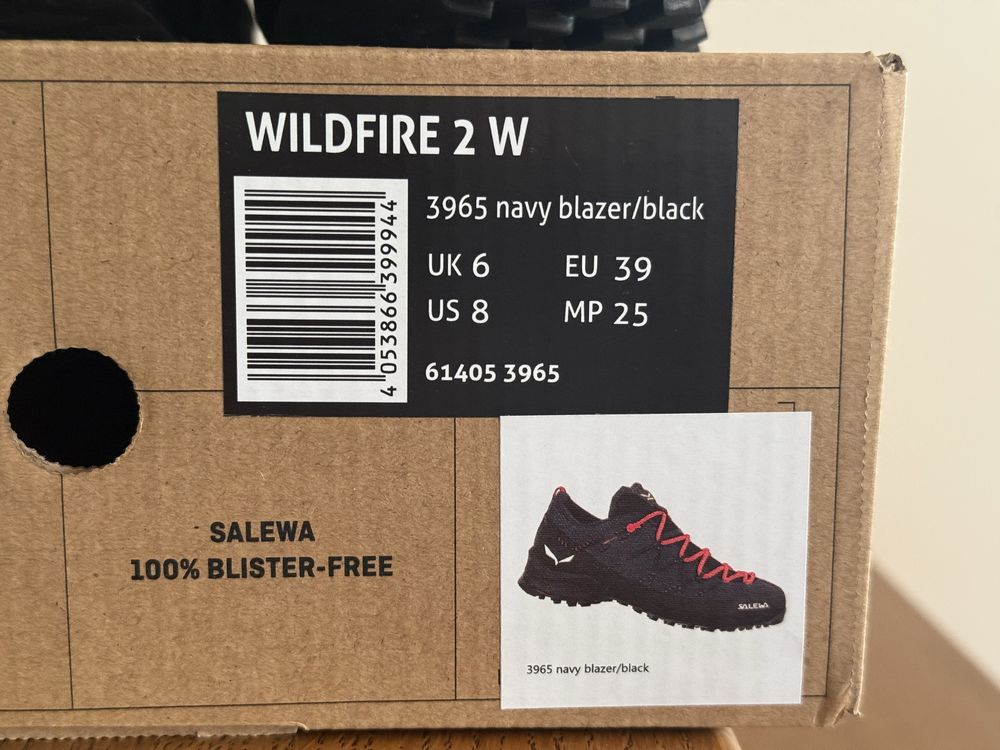 WILDFIRE 2 W
3965 navy blazer/black
UK 6 EU 39
US 8 MP 25
61405 3965
4 053866 399944
SALEWA
100% BLISTER-FREE
SALEWA
3965 navy blazer/black